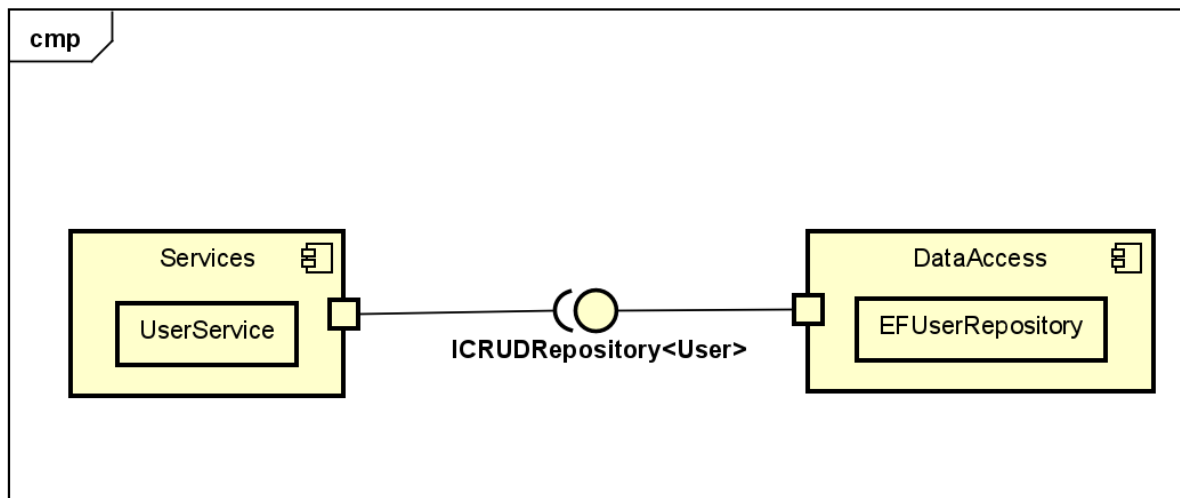 cmp
Services
UserService
ICRUDRepository<User>
DataAccess
EFUserRepository